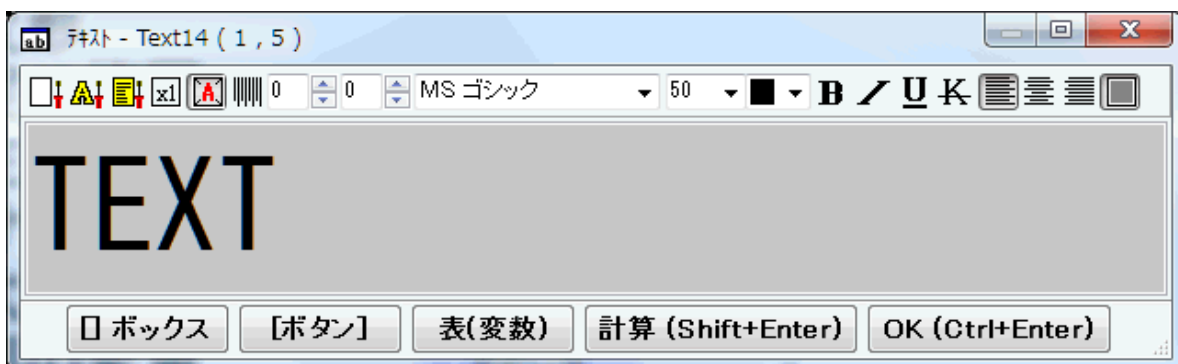 ab ﾃｷｽﾄ - Text14 ( 1 , 5 )
x1 A 0 0 MS ゴシック 50 B I U K
TEXT
▯ ボックス [ボタン] 表(変数) 計算 (Shift+Enter) OK (Ctrl+Enter)